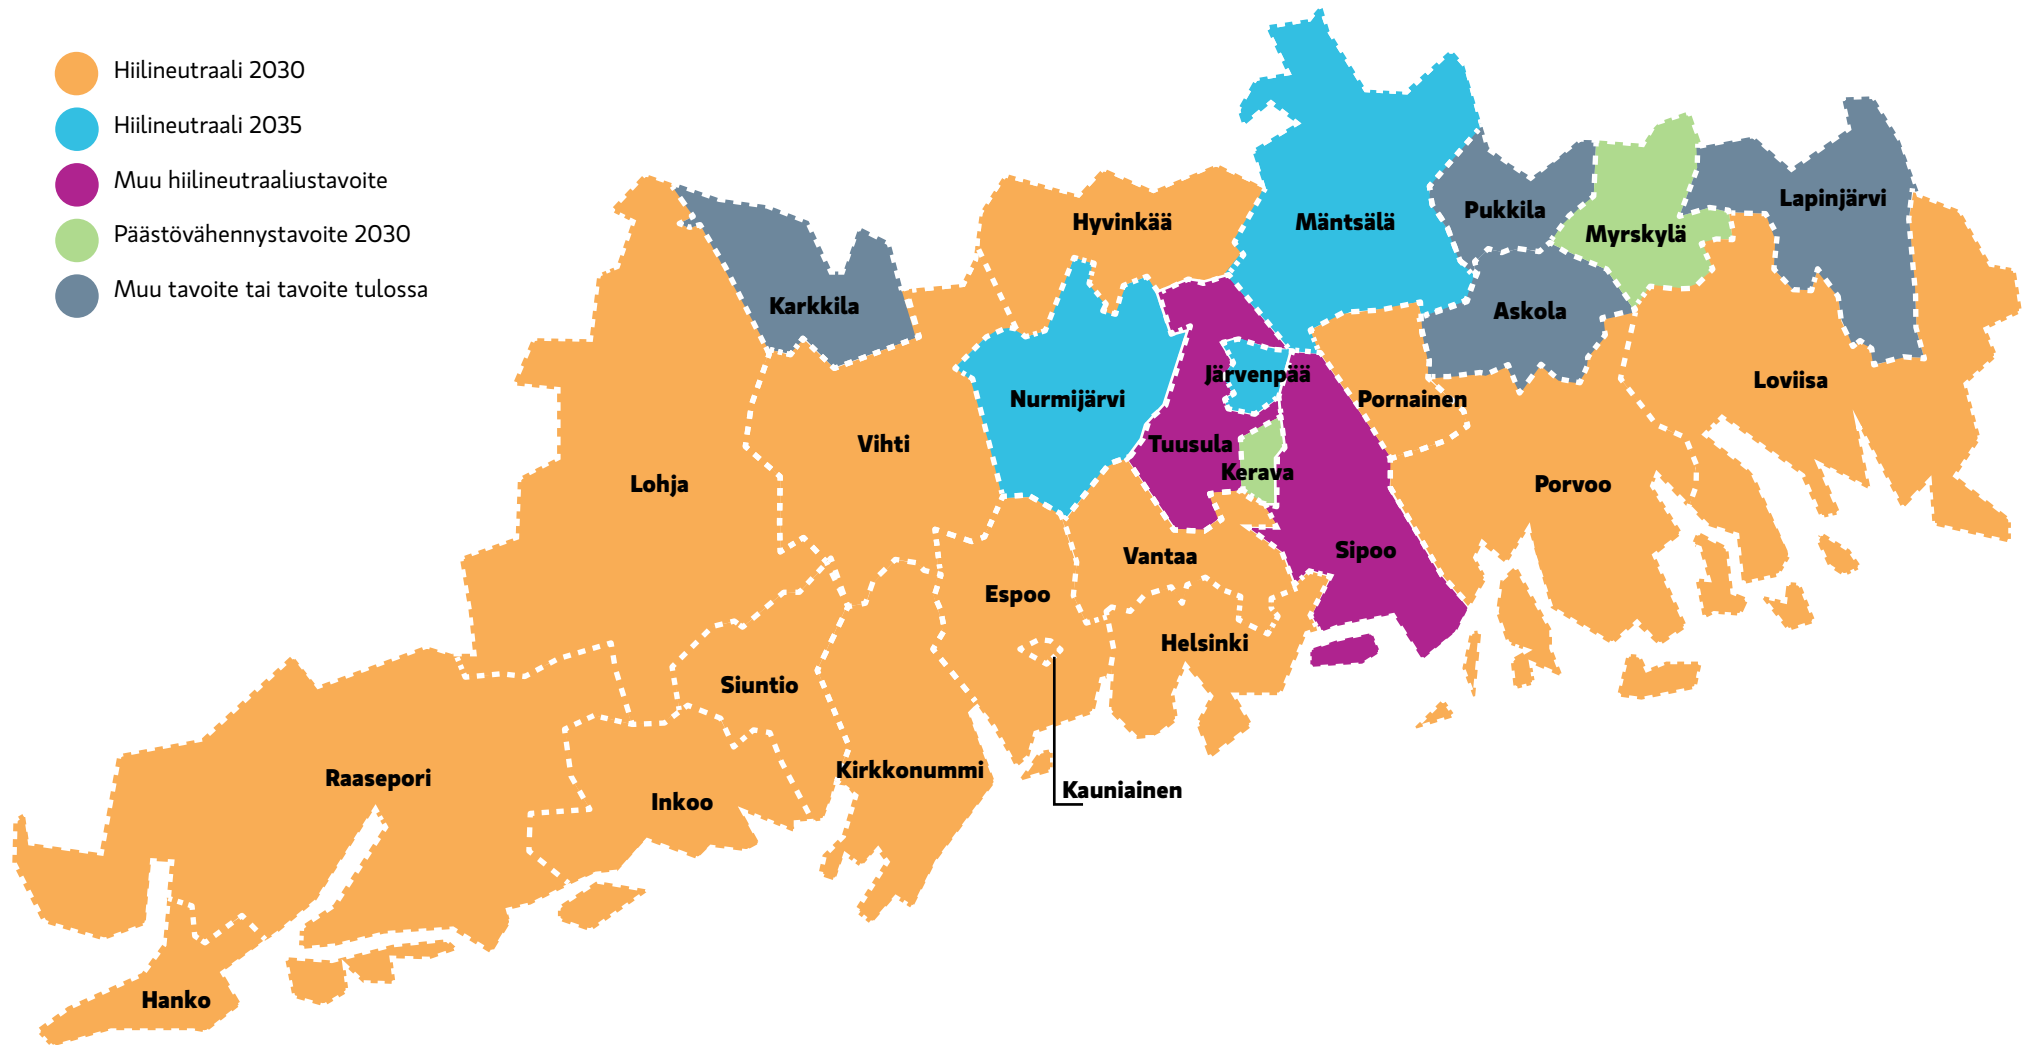 Hiilineutraali 2030
Hiilineutraali 2035
Muu hiilineutraaliustavoite
Päästövähennystavoite 2030
Muu tavoite tai tavoite tulossa
Lapinjärvi
Pukkila
Hyvinkää
Mäntsälä
Myrskylä
Karkkila
Askola
Järvenpää
Loviisa
Nurmijärvi
Pornainen
Vihti
Tuusula
Kerava
Lohja
Porvoo
Sipoo
Vantaa
Espoo
Helsinki
Siuntio
Kirkkonummi
Raasepori
Kauniainen
Inkoo
Hanko